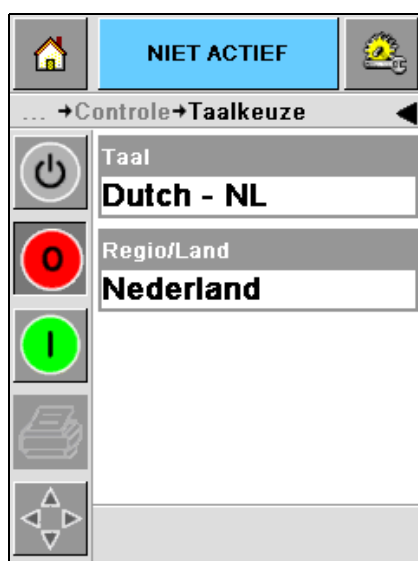 NIET ACTIEF
... →Controle→Taalkeuze
Taal
Dutch - NL
Regio/Land
Nederland
O
I